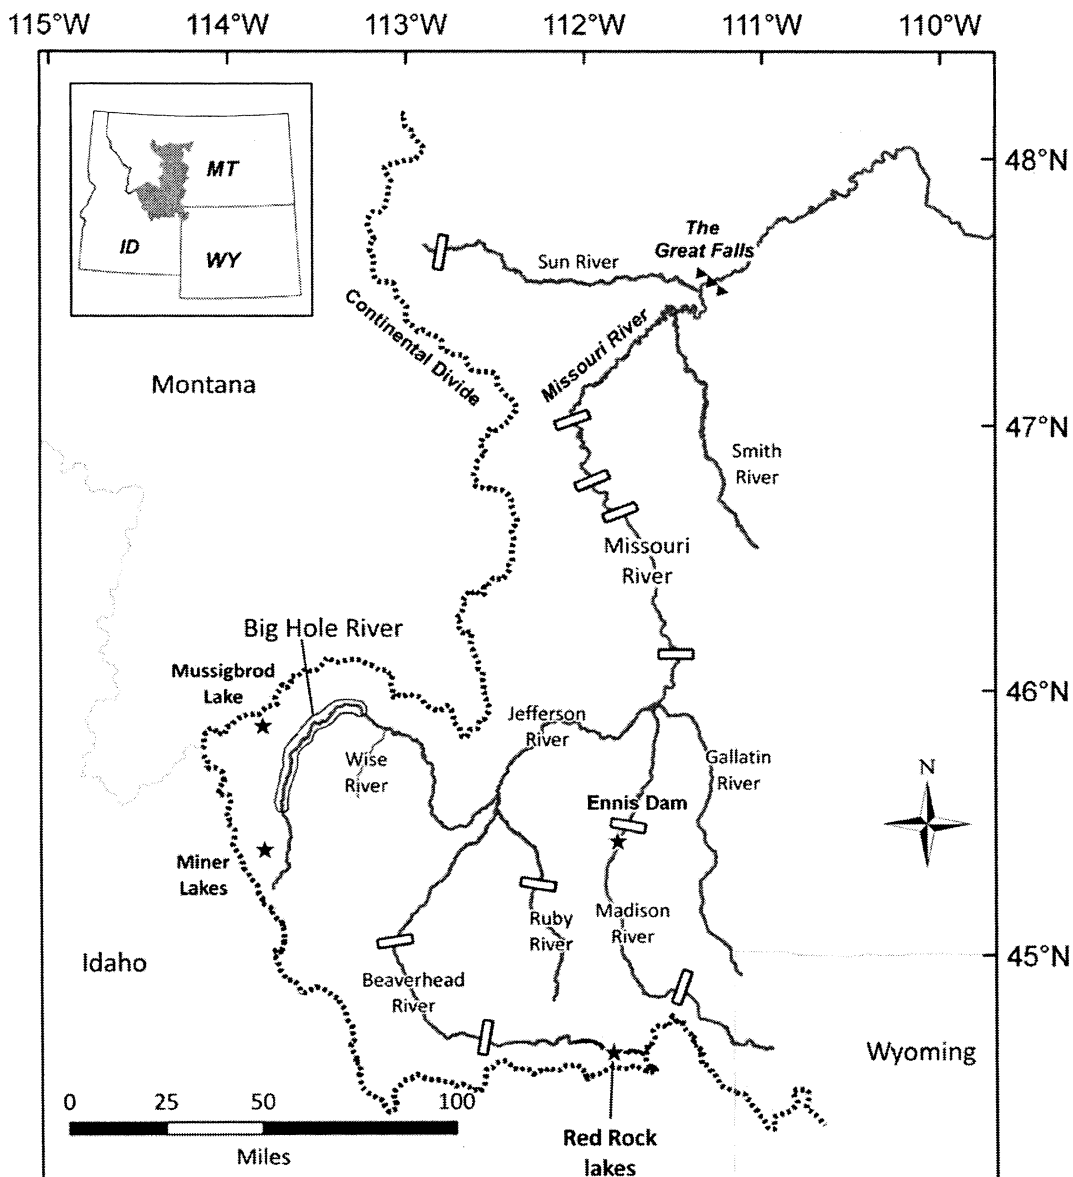 115°W 114°W 113°W 112°W 111°W 110°W
48°N
MT
ID
WY
The
Great Falls
Sun River
Continental Divide
Missouri River
Montana
47°N
Smith
River
Missouri
River
Big Hole River
Mussigbrod
Lake
46°N
Jefferson
River
Wise
River
Gallatin
River
N
Ennis Dam
Miner
Lakes
Ruby
River
Madison
River
45°N
Idaho
Beaverhead
River
Wyoming
0 25 50 100
Miles
Red Rock
lakes